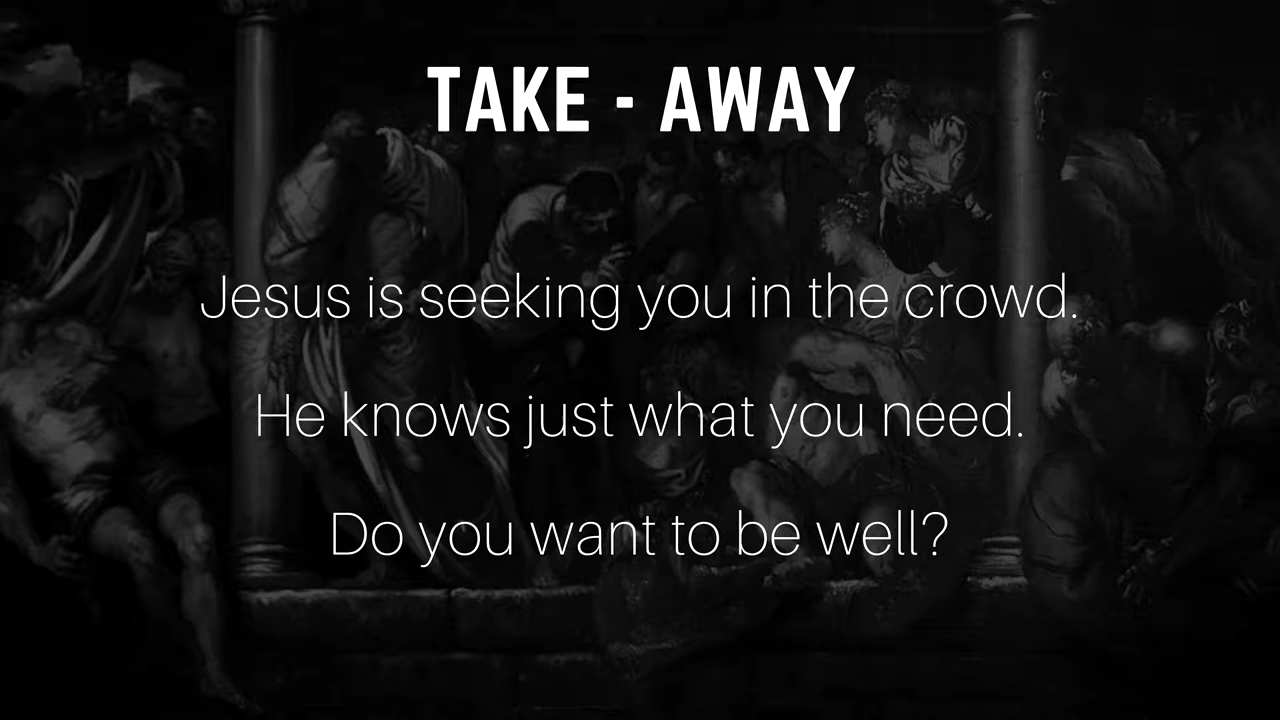 TAKE - AWAY
Jesus is seeking you in the crowd.
He knows just what you need.
Do you want to be well?